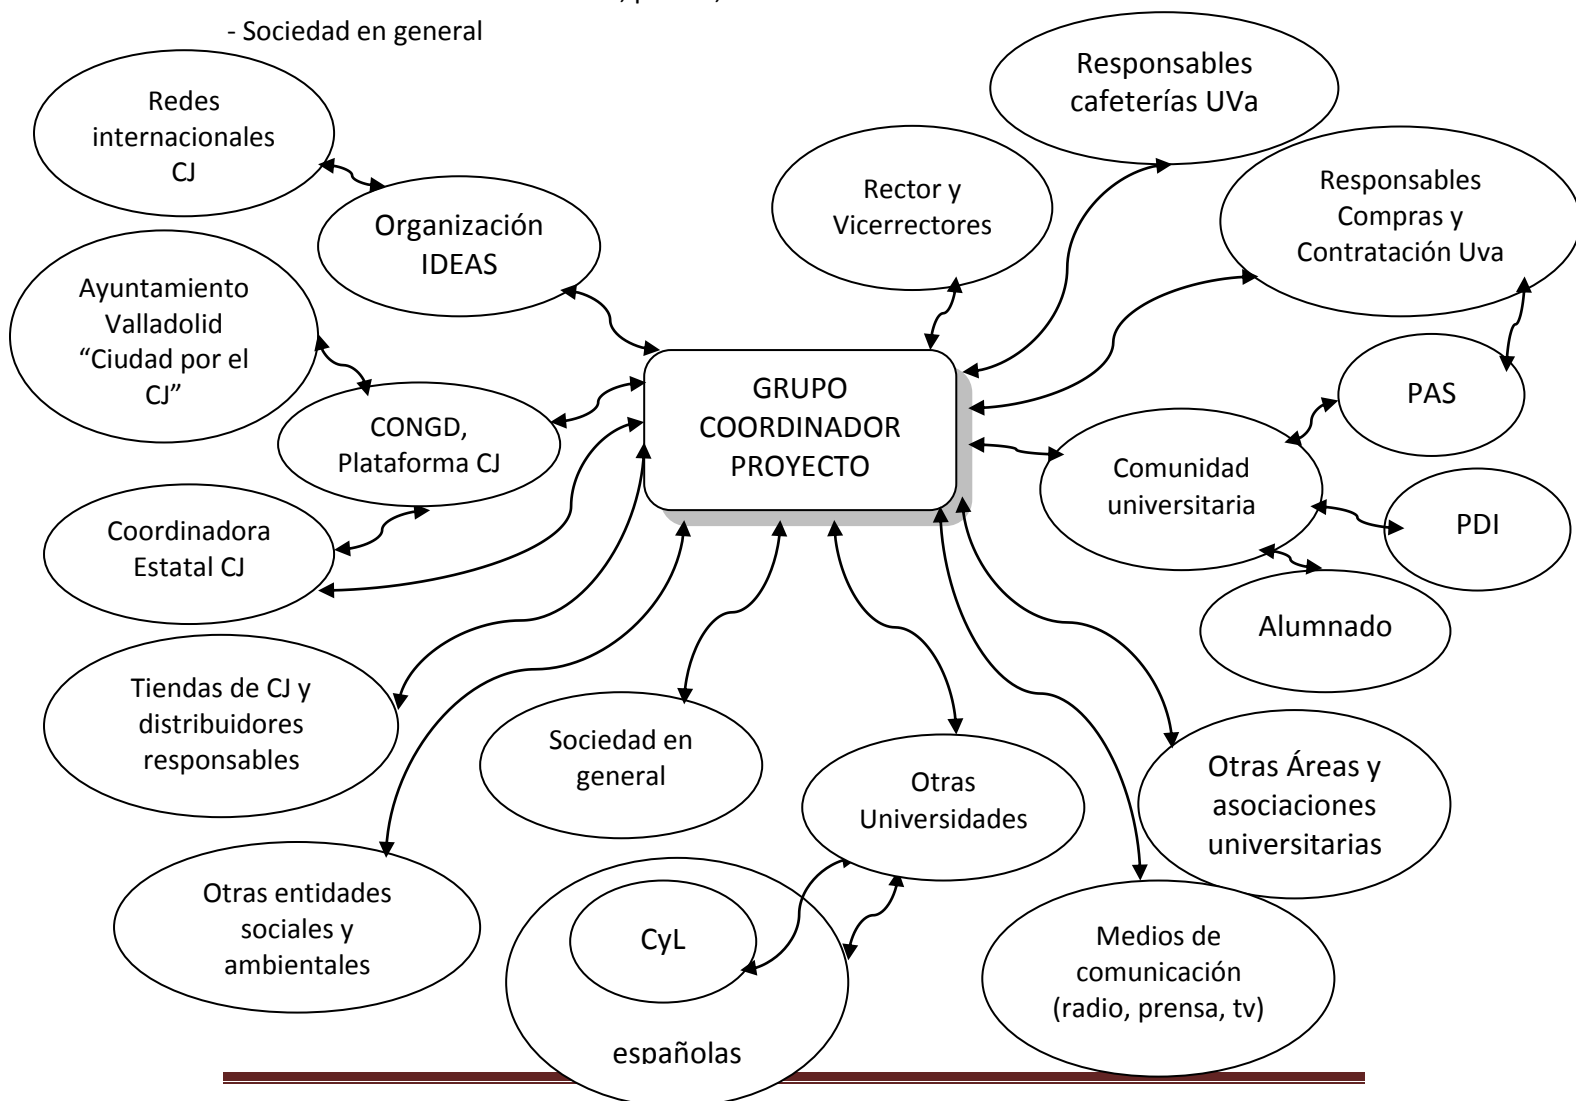 - Sociedad en general
Responsables
cafeterías UVa
Redes
internacionales
CJ
Rector y
Vicerrectores
Responsables
Compras y
Contratación Uva
Organización
IDEAS
Ayuntamiento
Valladolid
“Ciudad por el
CJ”
GRUPO
COORDINADOR
PROYECTO
PAS
CONGD,
Plataforma CJ
Comunidad
universitaria
Coordinadora
Estatal CJ
PDI
Alumnado
Tiendas de CJ y
distribuidores
responsables
Sociedad en
general
Otras
Universidades
Otras Áreas y
asociaciones
universitarias
Otras entidades
sociales y
ambientales
CyL
españolas
Medios de
comunicación
(radio, prensa, tv)